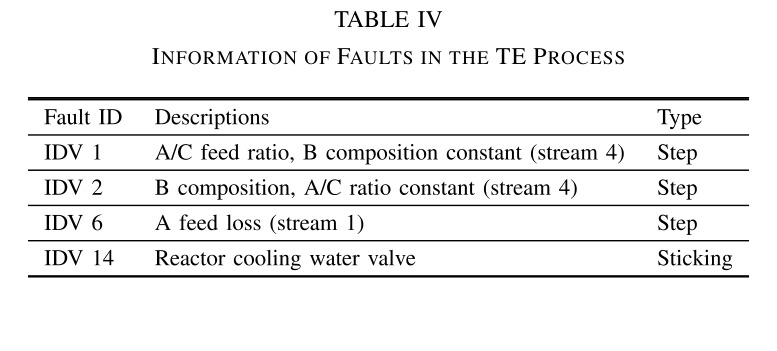 TABLE IV
INFORMATION OF FAULTS IN THE TE PROCESS
Fault ID Descriptions Type
IDV 1 A/C feed ratio, B composition constant (stream 4) Step
IDV 2 B composition, A/C ratio constant (stream 4) Step
IDV 6 A feed loss (stream 1) Step
IDV 14 Reactor cooling water valve Sticking